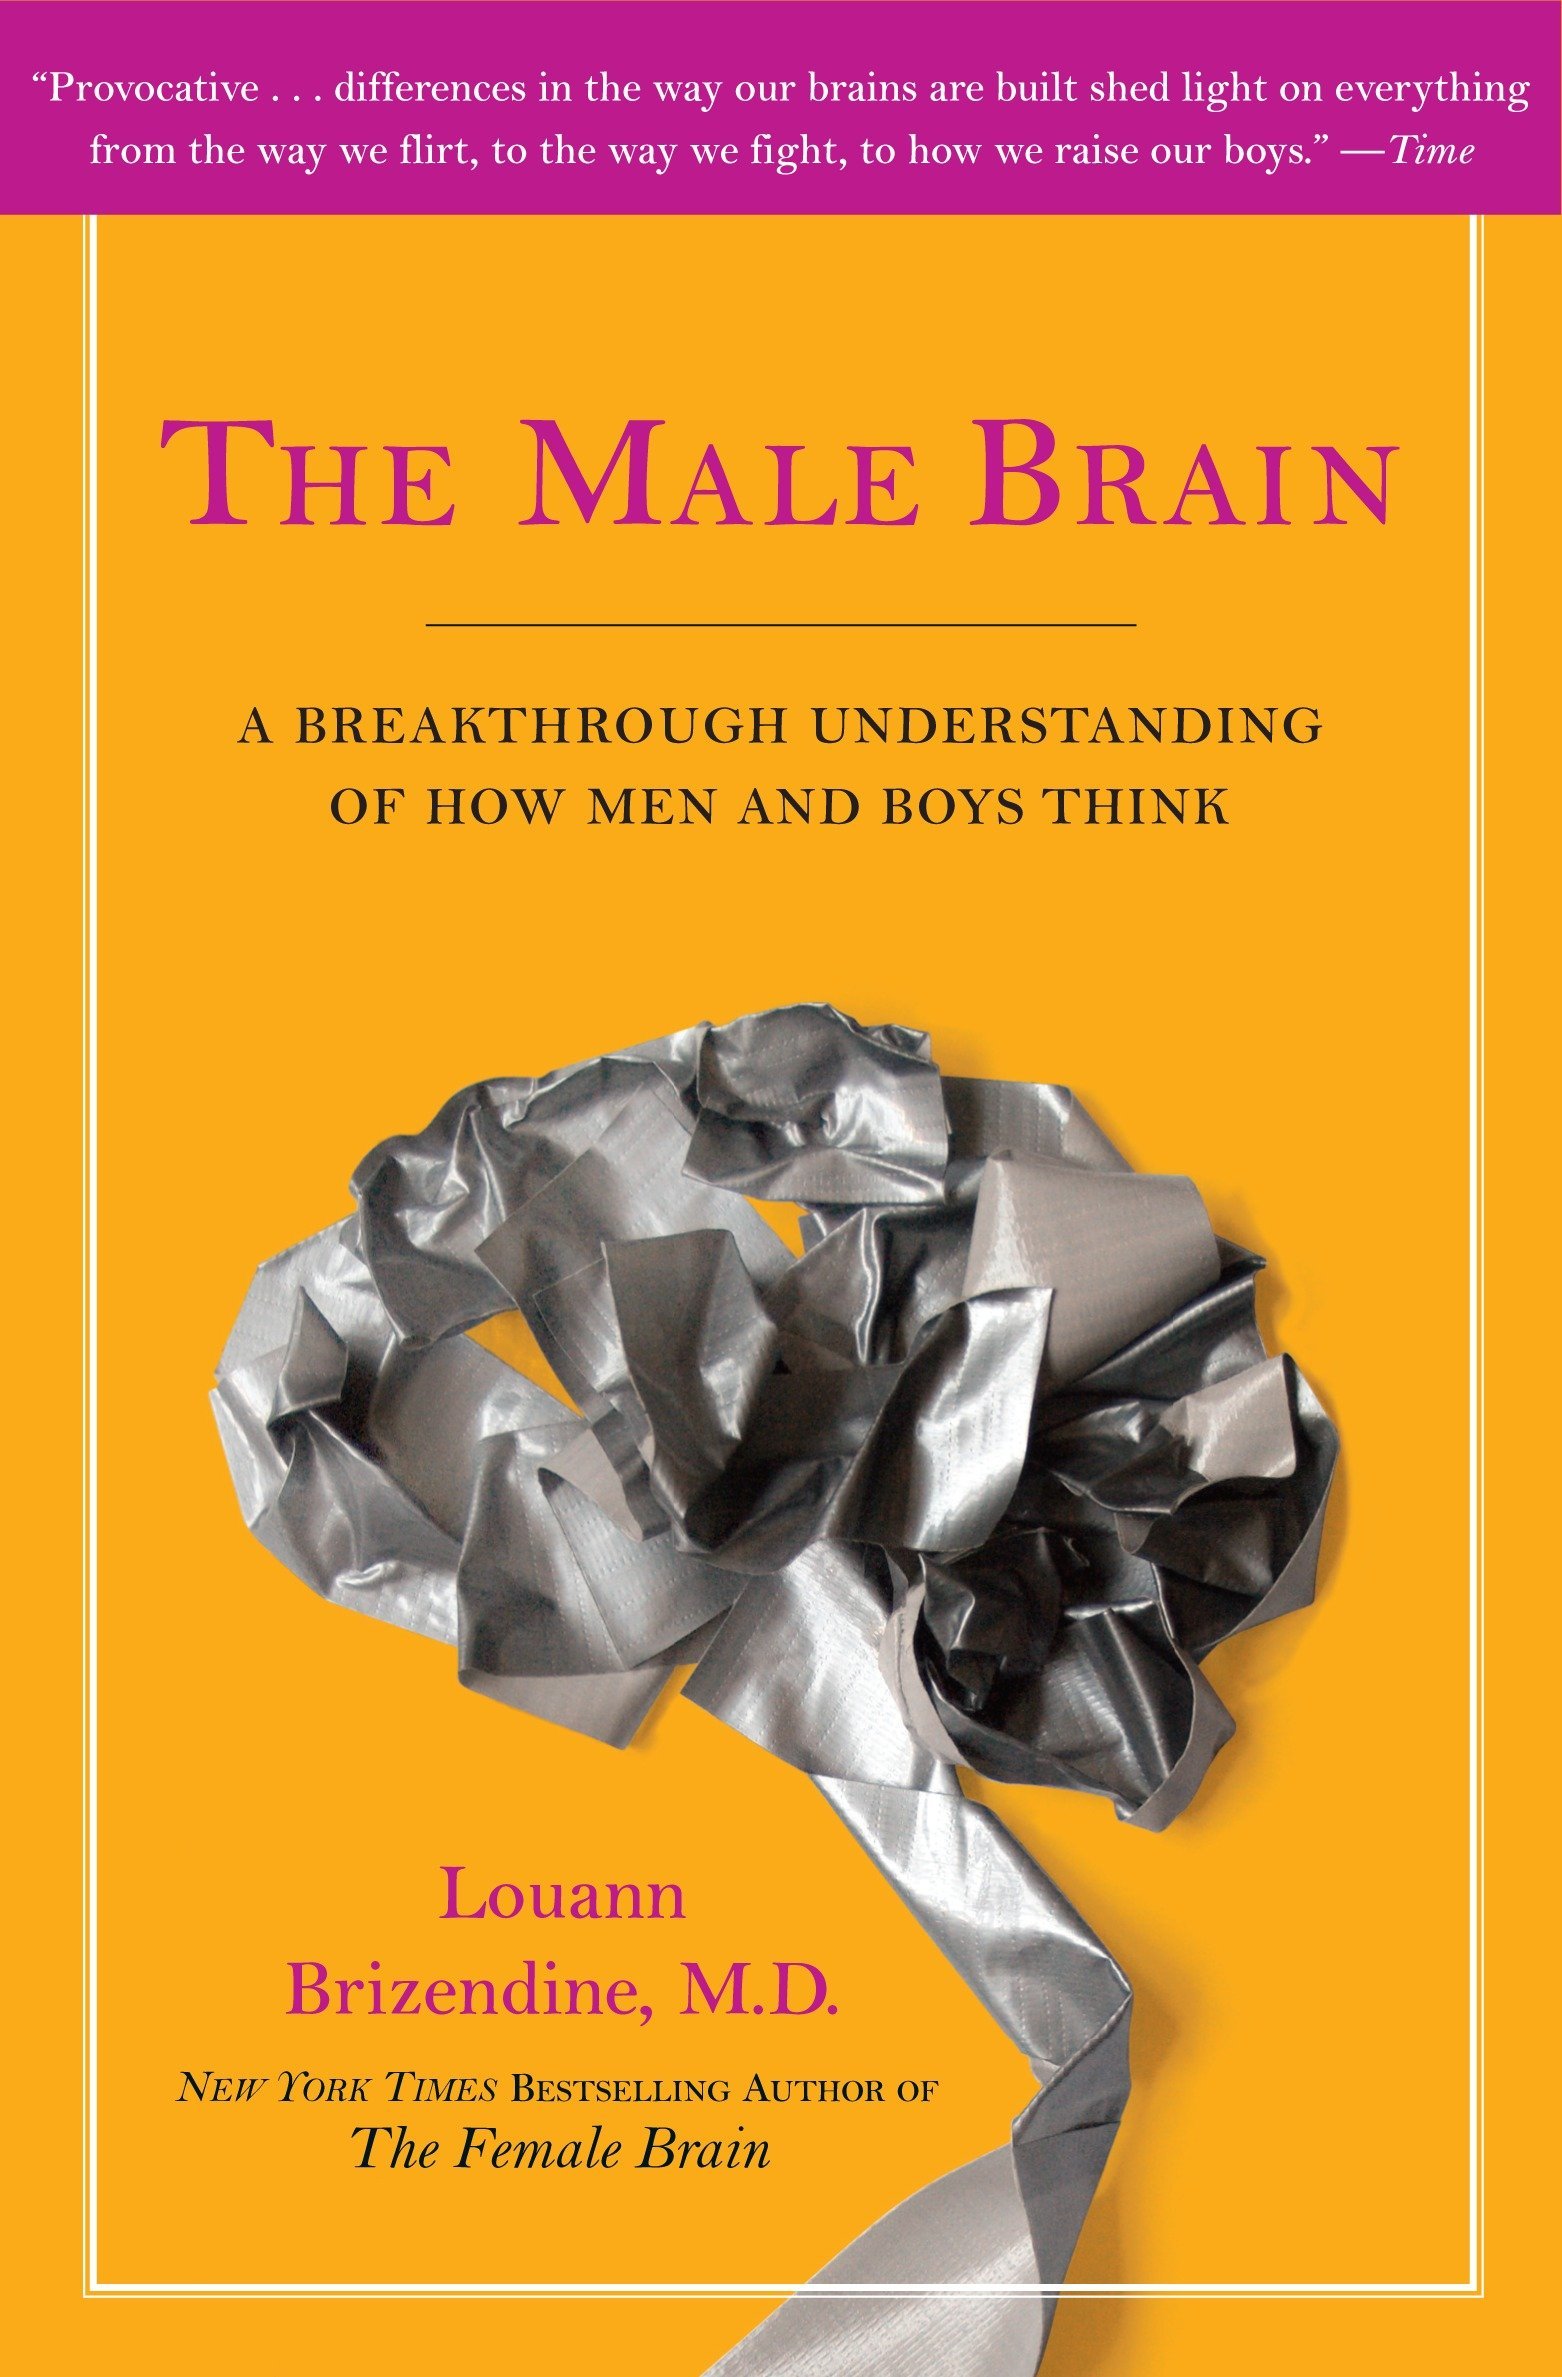 “Provocative . . . differences in the way our brains are built shed light on everything
from the way we flirt, to the way we fight, to how we raise our boys.” —Time
The Male Brain
A BREAKTHROUGH UNDERSTANDING
OF HOW MEN AND BOYS THINK
Louann
Brizendine, M.D.
New York Times Bestselling Author of
The Female Brain